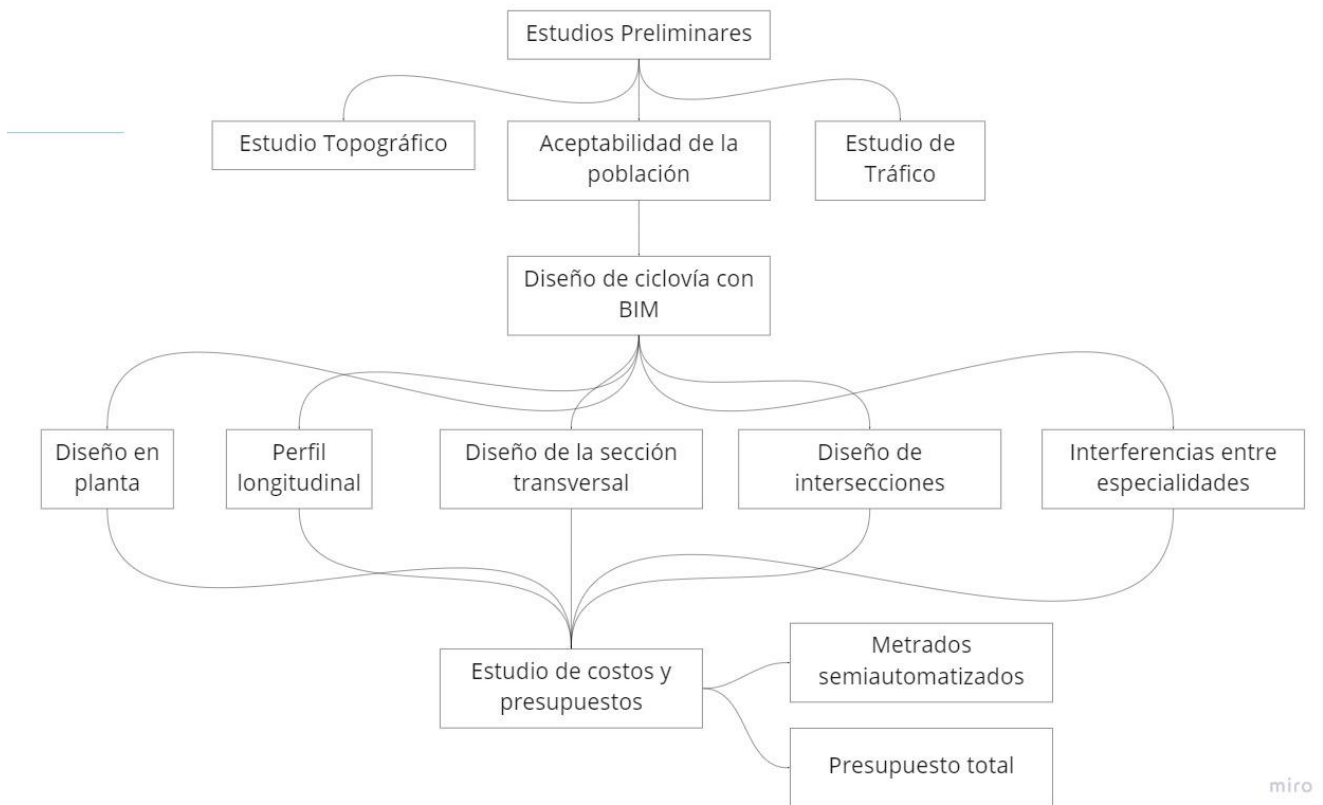 Estudios Preliminares
Estudio Topográfico
Aceptabilidad de la
población
Estudio de
Tráfico
Diseño de ciclovía con
BIM
Diseño en
planta
Perfil
longitudinal
Diseño de la sección
transversal
Diseño de
intersecciones
Interferencias entre
especialidades
Estudio de costos y
presupuestos
Metrados
semiautomatizados
Presupuesto total
miro